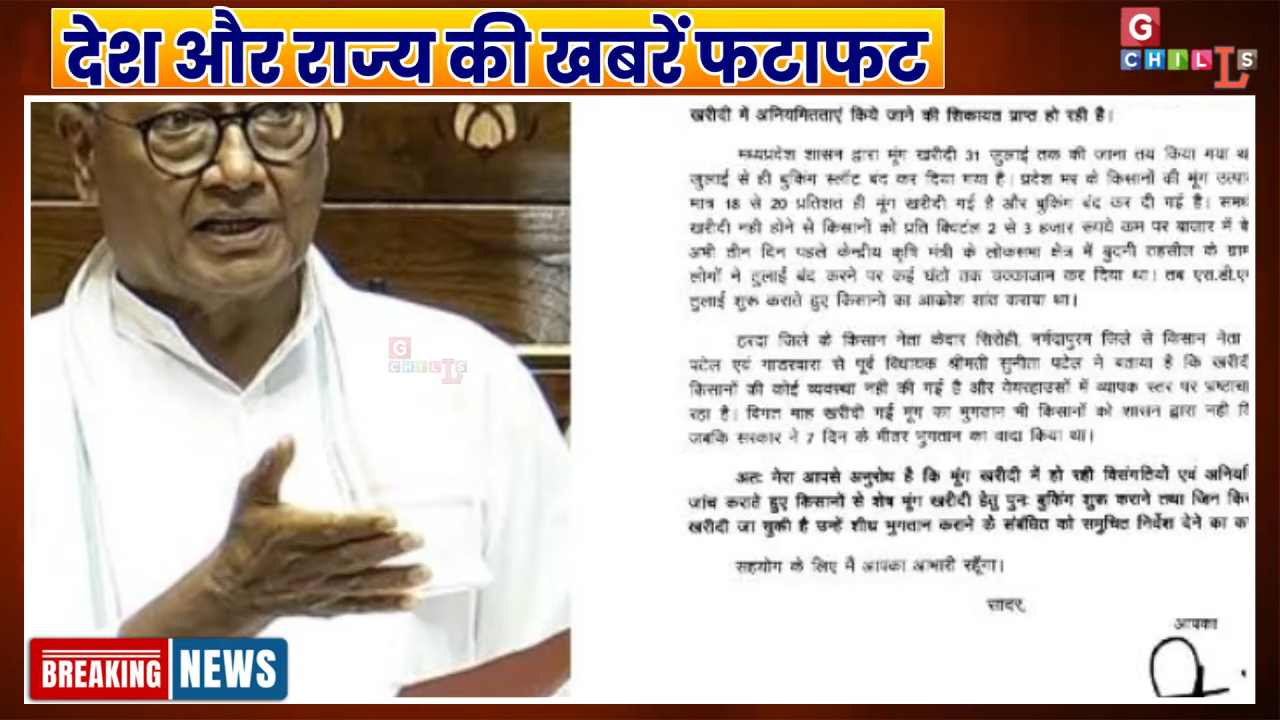 देश और राज्य की खबरें फटाफट
G
CHILLS
खरीदी में अनियमितताएं किये जाने की शिकायत प्राप्त हो रही है।
मध्यप्रदेश शासन द्वारा मूंग खरीदी 31 जुलाई तक की जाना तय किया गया था
जुलाई से ही बुकिंग स्लॉट बंद कर दिया गया है। प्रदेश भर के किसानों की मूंग
मात्र 18 से 20 प्रतिशत ही मूंग खरीदी गई है और बुकिंग बंद कर दी गई है।
खरीदी नही होने से किसानों को प्रति क्विंटल 2 से 3 हजार रूपये कम पर बाजार में
अभी तीन दिन पहले केन्द्रीय कृषि मंत्री के लोकसभा क्षेत्र में बुदनी तहसील के
लोगों ने तुलाई बंद करने पर कई घंटों तक चक्काजाम कर दिया था। तब
तुलाई शुरू कराते हुए किसानो का आकोश शांत कराया था।
हरदा जिले के किसान नेता केदार सिरोही, नर्मदापुरम जिले से किसान नेता
पटेल एवं गाडरवारा से पूर्व विधायक श्रीमती सुनीता पटेल ने बताया है कि
किसानों की कोई व्यवस्था नही की गई है और वेयरहाउसों में व्यापक स्तर पर
रहा है। विगत माह खरीदी गई मूंग का भुगतान भी किसानों को शासन द्वारा नही
जबकि सरकार ने 7 दिन के भीतर भुगतान का वादा किया था।
अतः मेरा आपसे अनुरोध है कि मूंग खरीदी में हो रही विसंगतियों एवं
जांच कराते हुए किसानों से शेष मूंग खरीदी हेतु पुनः बुकिंग शुरू कराने तथा जिन
खरीदी जा चुकी है उन्हें शीघ्र भुगतान कराने के संबंधित को समुचित निर्देश देने का
सहयोग के लिए मैं आपका आभारी रहूँगा।
सादर,
आपका
G
CHILLS
BREAKING NEWS